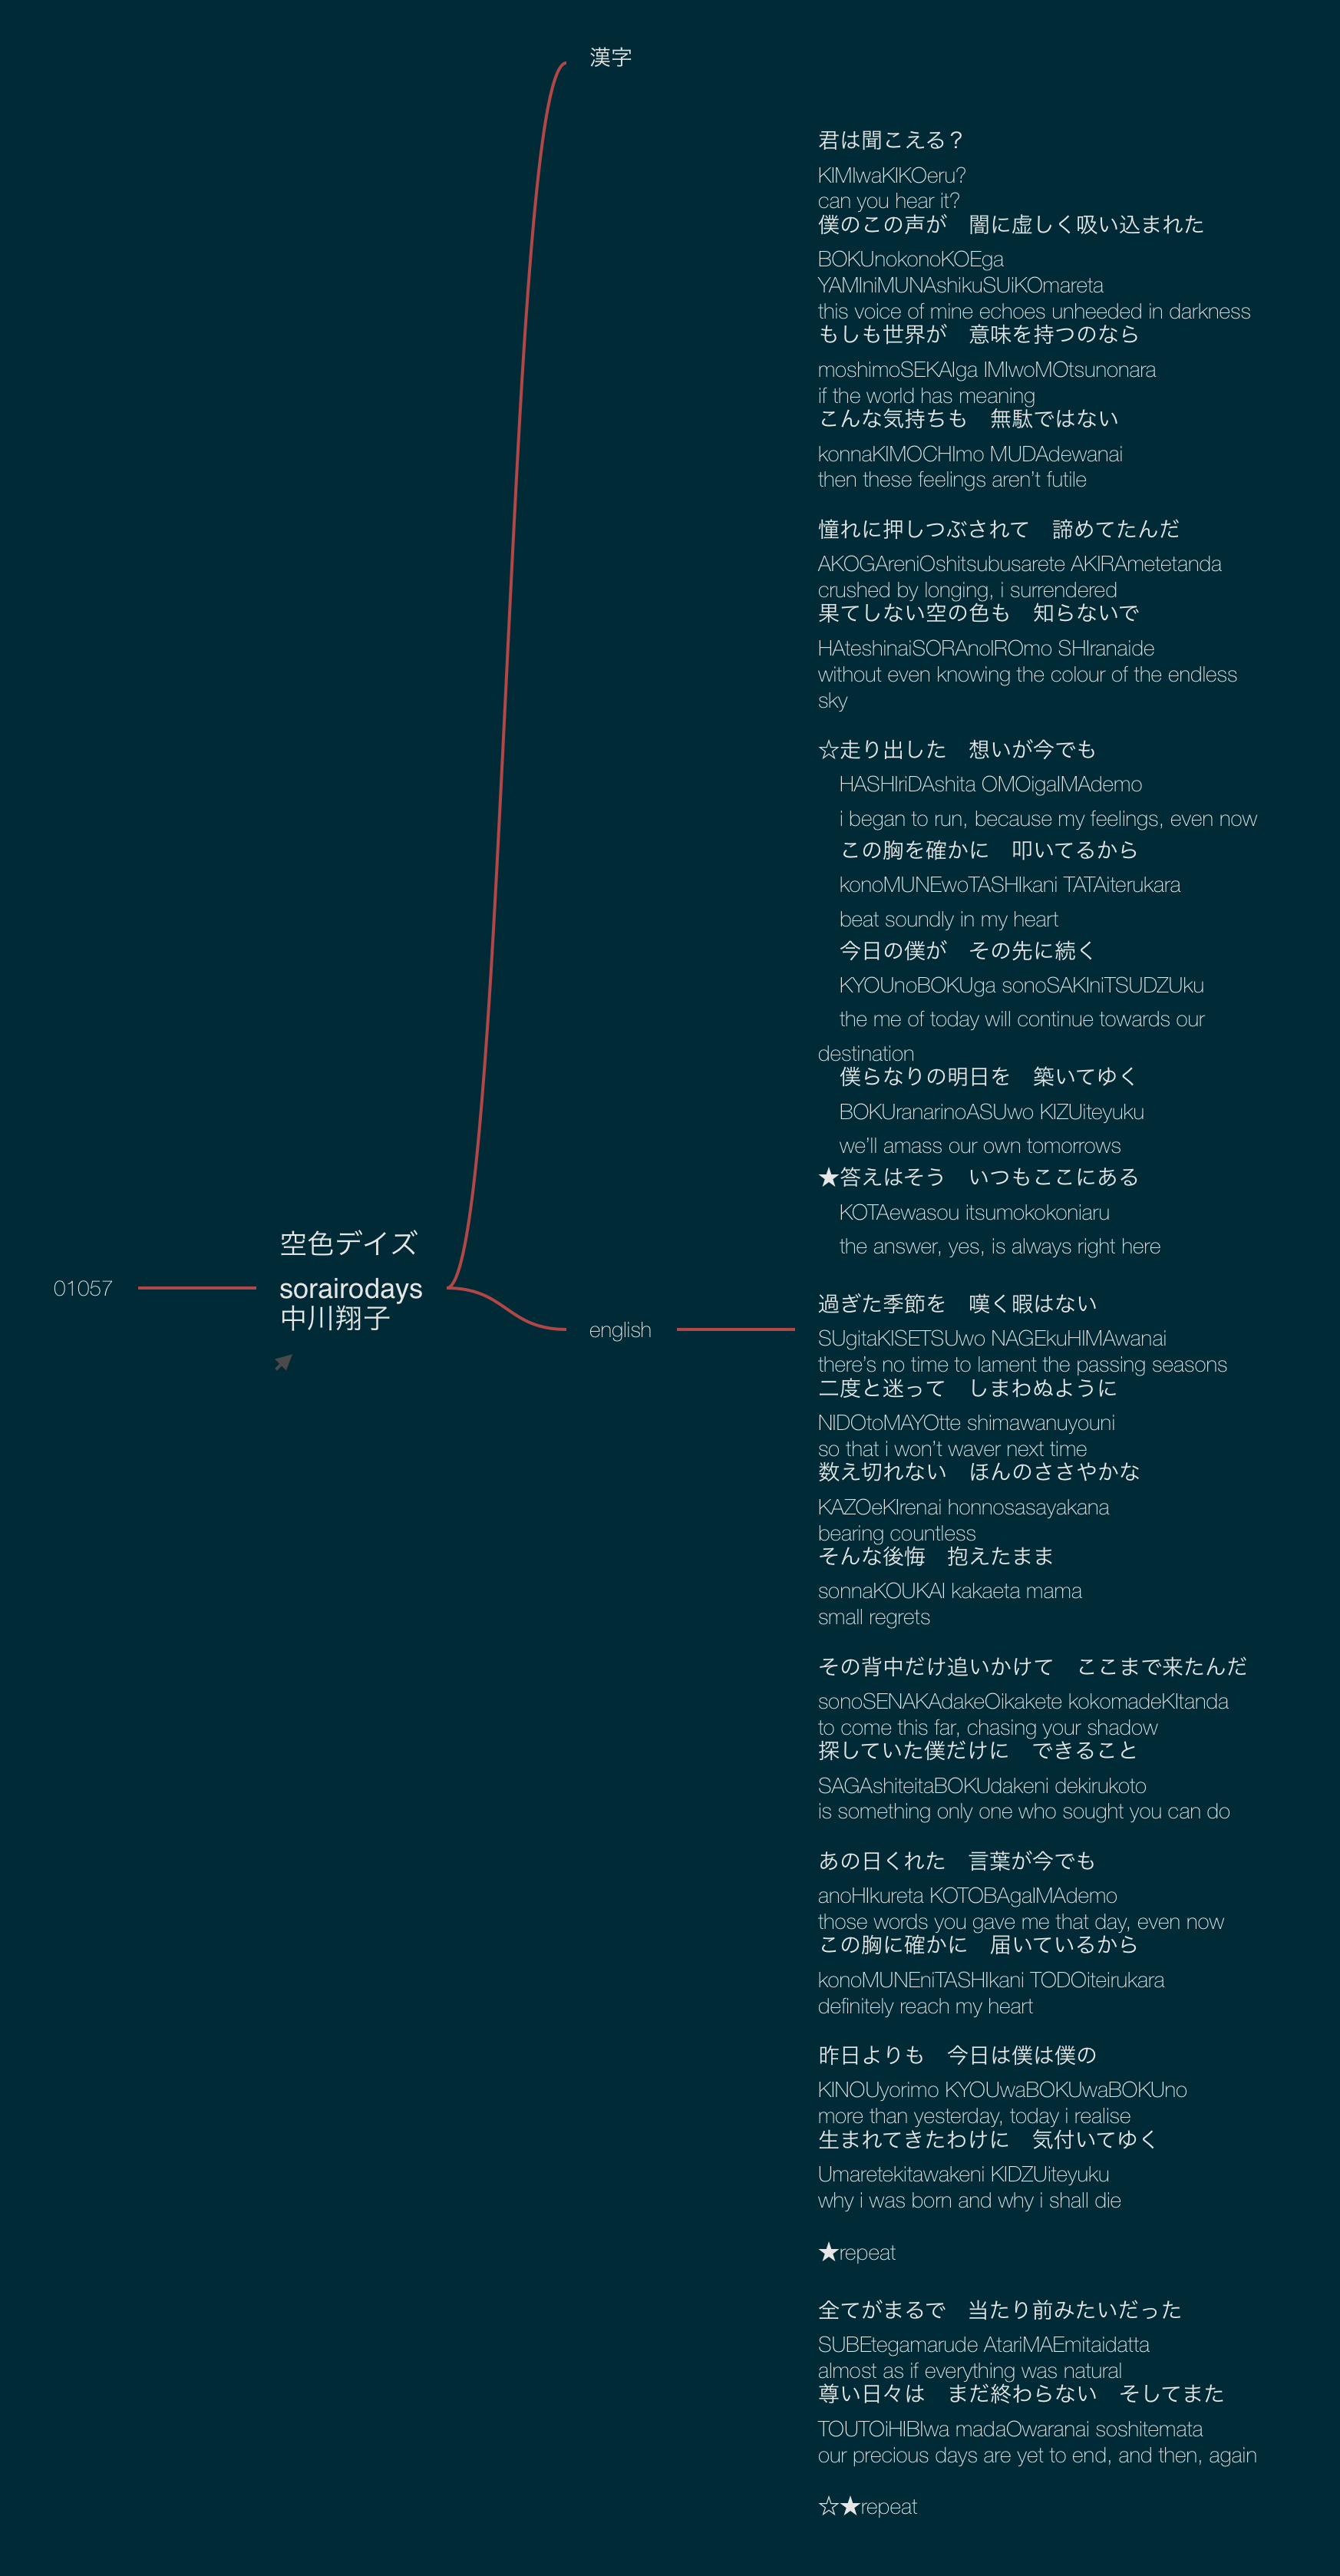 漢字
01057
空色デイズ
sorairodays
中川翔子
english
君は聞こえる？
KIMIwaKIKOeru?
can you hear it?
僕のこの声が　闇に虚しく吸い込まれた
BOKUnokonoKOEga
YAMIniMUNAshikuSUiKOmareta
this voice of mine echoes unheeded in darkness
もしも世界が　意味を持つのなら
moshimoSEKAIga IMIwoMOtsunonara
if the world has meaning
こんな気持ちも　無駄ではない
konnaKIMOCHImo MUDAdewanai
then these feelings aren't futile
憧れに押しつぶされて　諦めてたんだ
AKOGAreniOshitsubusarete AKIRAmetetanda
crushed by longing, i surrendered
果てしない空の色も　知らないで
HAteshinaiSORAnoIROmo SHIranaide
without even knowing the colour of the endless
sky
☆走り出した　想いが今でも
HASHIriDAshita OMOigaIMAdemo
i began to run, because my feelings, even now
この胸を確かに　叩いてるから
konoMUNEwoTASHIkani TATAiterukara
beat soundly in my heart
今日の僕が　その先に続く
KYOUnoBOKUga sonoSAKIniTSUDZUku
the me of today will continue towards our
destination
僕らなりの明日を　築いてゆく
BOKUranarinoASUwo KIZUiteyuku
we'll amass our own tomorrows
★答えはそう　いつもここにある
KOTAewasou itsumokokoniaru
the answer, yes, is always right here
過ぎた季節を　嘆く暇はない
SUgitaKISETSUwo NAGEkuHIMAwanai
there's no time to lament the passing seasons
二度と迷って　しまわぬように
NIDOtoMAYOtte shimawanuyouni
so that i won't waver next time
数え切れない　ほんのささやかな
KAZOeKIrenai honnosasayakana
bearing countless
そんな後悔　抱えたまま
sonnaKOUKAI kakaeta mama
small regrets
その背中だけ追いかけて　ここまで来たんだ
sonoSENAKAdakeOikakete kokomadeKItanda
to come this far, chasing your shadow
探していた僕だけに　できること
SAGAshiteitaBOKUdakeni dekirukoto
is something only one who sought you can do
あの日くれた　言葉が今でも
anoHIkureta KOTOBAgaIMAdemo
those words you gave me that day, even now
この胸に確かに　届いているから
konoMUNEniTASHIkani TODOiteirukara
definitely reach my heart
昨日よりも　今日は僕は僕の
KINOUyorimo KYOUwaBOKUwaBOKUno
more than yesterday, today i realise
生まれてきたわけに　気付いてゆく
Umaretekitawakeni KIDZUiteyuku
why i was born and why i shall die
★repeat
全てがまるで　当たり前みたいだった
SUBEtegamarude AtariMAEmitaidatta
almost as if everything was natural
尊い日々は　まだ終わらない　そしてまた
TOUTOiHIBIwa madaOwaranai soshitemata
our precious days are yet to end, and then, again
☆★repeat